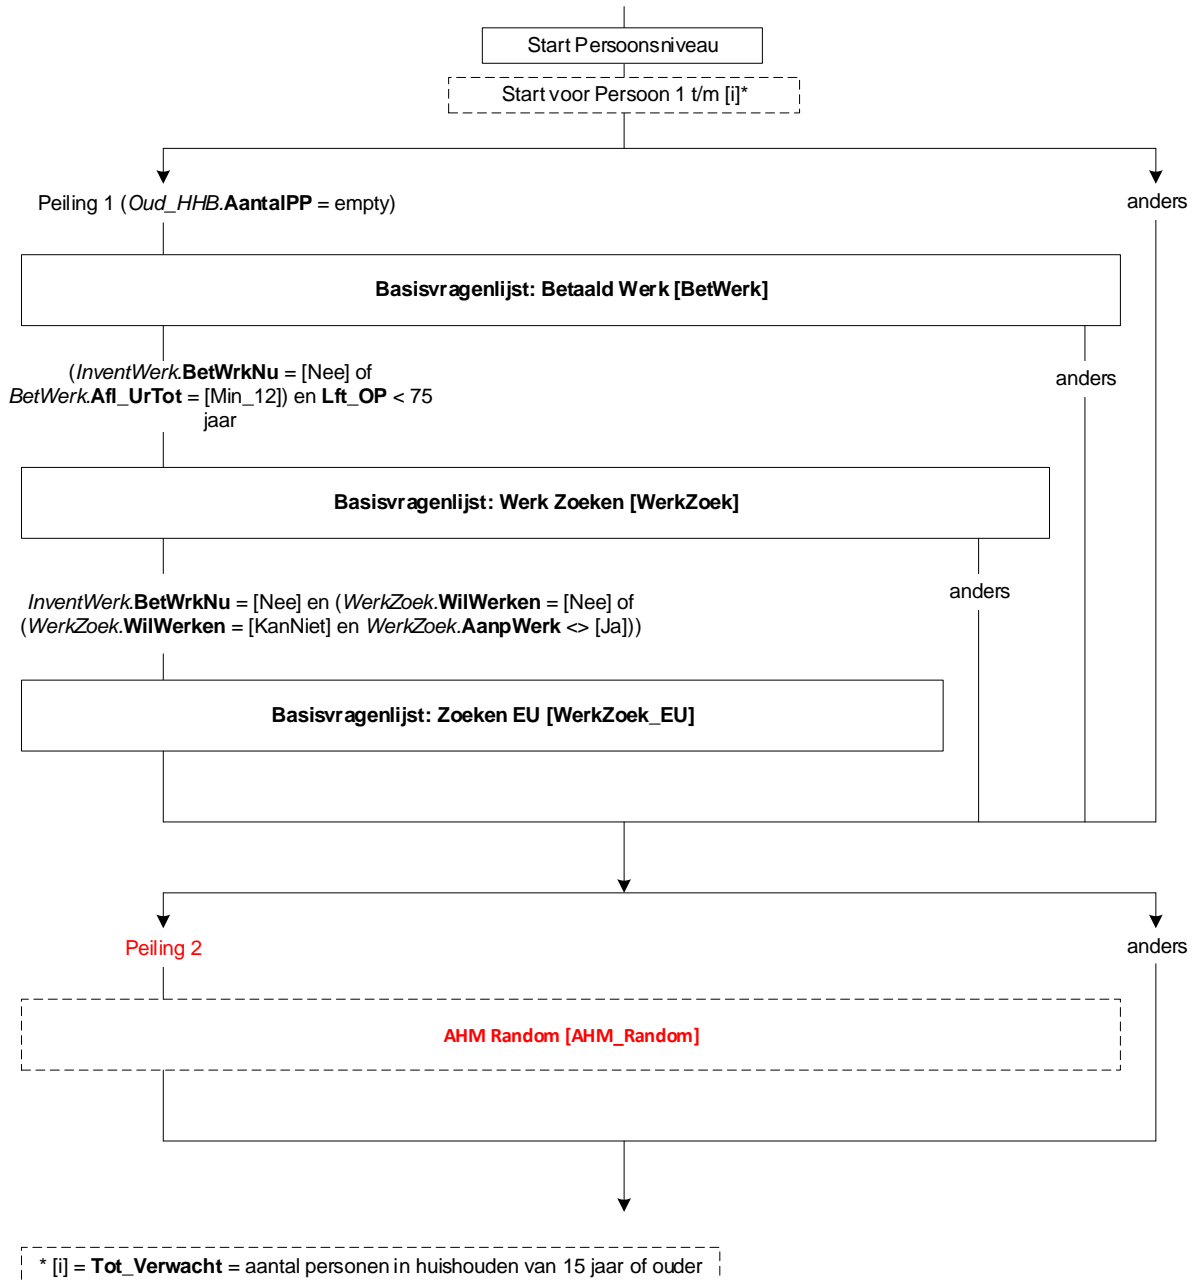 Start Persoonsniveau
Start voor Persoon 1 t/m [i]*
Peiling 1 (Oud_HHB.AantalPP = empty)
anders
Basisvragenlijst: Betaald Werk [BetWerk]
(InventWerk.BetWrkNu = [Nee] of
BetWerk.Afl_UrTot = [Min_12]) en Lft_OP < 75
jaar
anders
Basisvragenlijst: Werk Zoeken [WerkZoek]
InventWerk.BetWrkNu = [Nee] en (WerkZoek.WilWerken = [Nee] of
(WerkZoek.WilWerken = [KanNiet] en WerkZoek.AanpWerk <> [Ja]))
anders
Basisvragenlijst: Zoeken EU [WerkZoek_EU]
Peiling 2
anders
AHM Random [AHM_Random]
* [i] = Tot_Verwacht = aantal personen in huishouden van 15 jaar of ouder